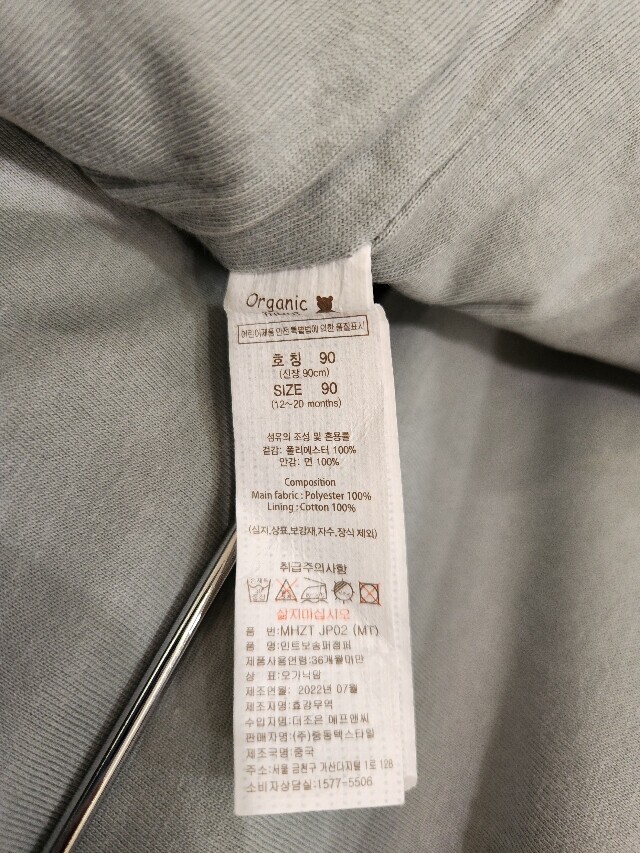 Organic
어린이제품 안전 특별법에 의한 품질표시
호칭 90
(신장 90cm)
SIZE 90
(12~20 months)
섬유의 조성 및 혼용률
겉감: 폴리에스터 100%
안감: 면 100%
Composition
Main fabric : Polyester 100%
Lining : Cotton 100%
(심지,상표,보강재,자수,장식 제외)
취급주의사항
삶지마십시오
품 번:MHZT JP02 (MT)
품 명:민트보송퍼점퍼
제품사용연령:36개월미만
상 표:오가닉맘
제조연월: 2022년 07월
제조자명:효강무역
수입자명:더조은 에프앤씨
판매자명:(주)중동텍스타일
제조국명:중국
주소:서울 금천구 가산디지털 1로 128
소비자상담실:1577-5506